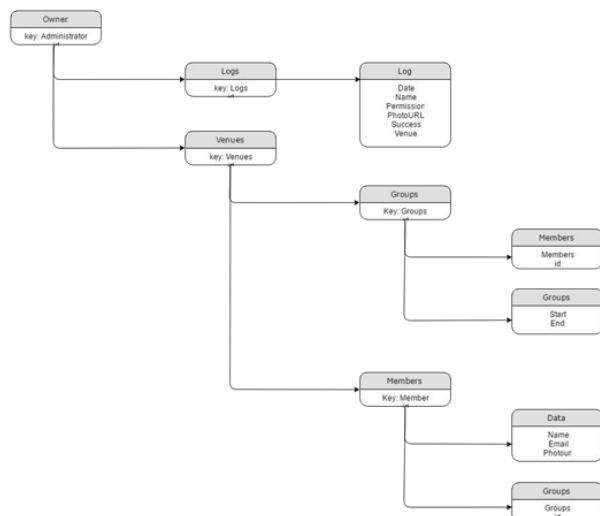 Owner
key: Administrator
Logs
key: Logs
Log
Date
Name
Permission
PhotoURL
Success
Venue
Venues
key: Venues
Groups
Key: Groups
Members
Members
id
Groups
Start
End
Members
Key: Member
Data
Name
Email
Photour
Groups
Groups